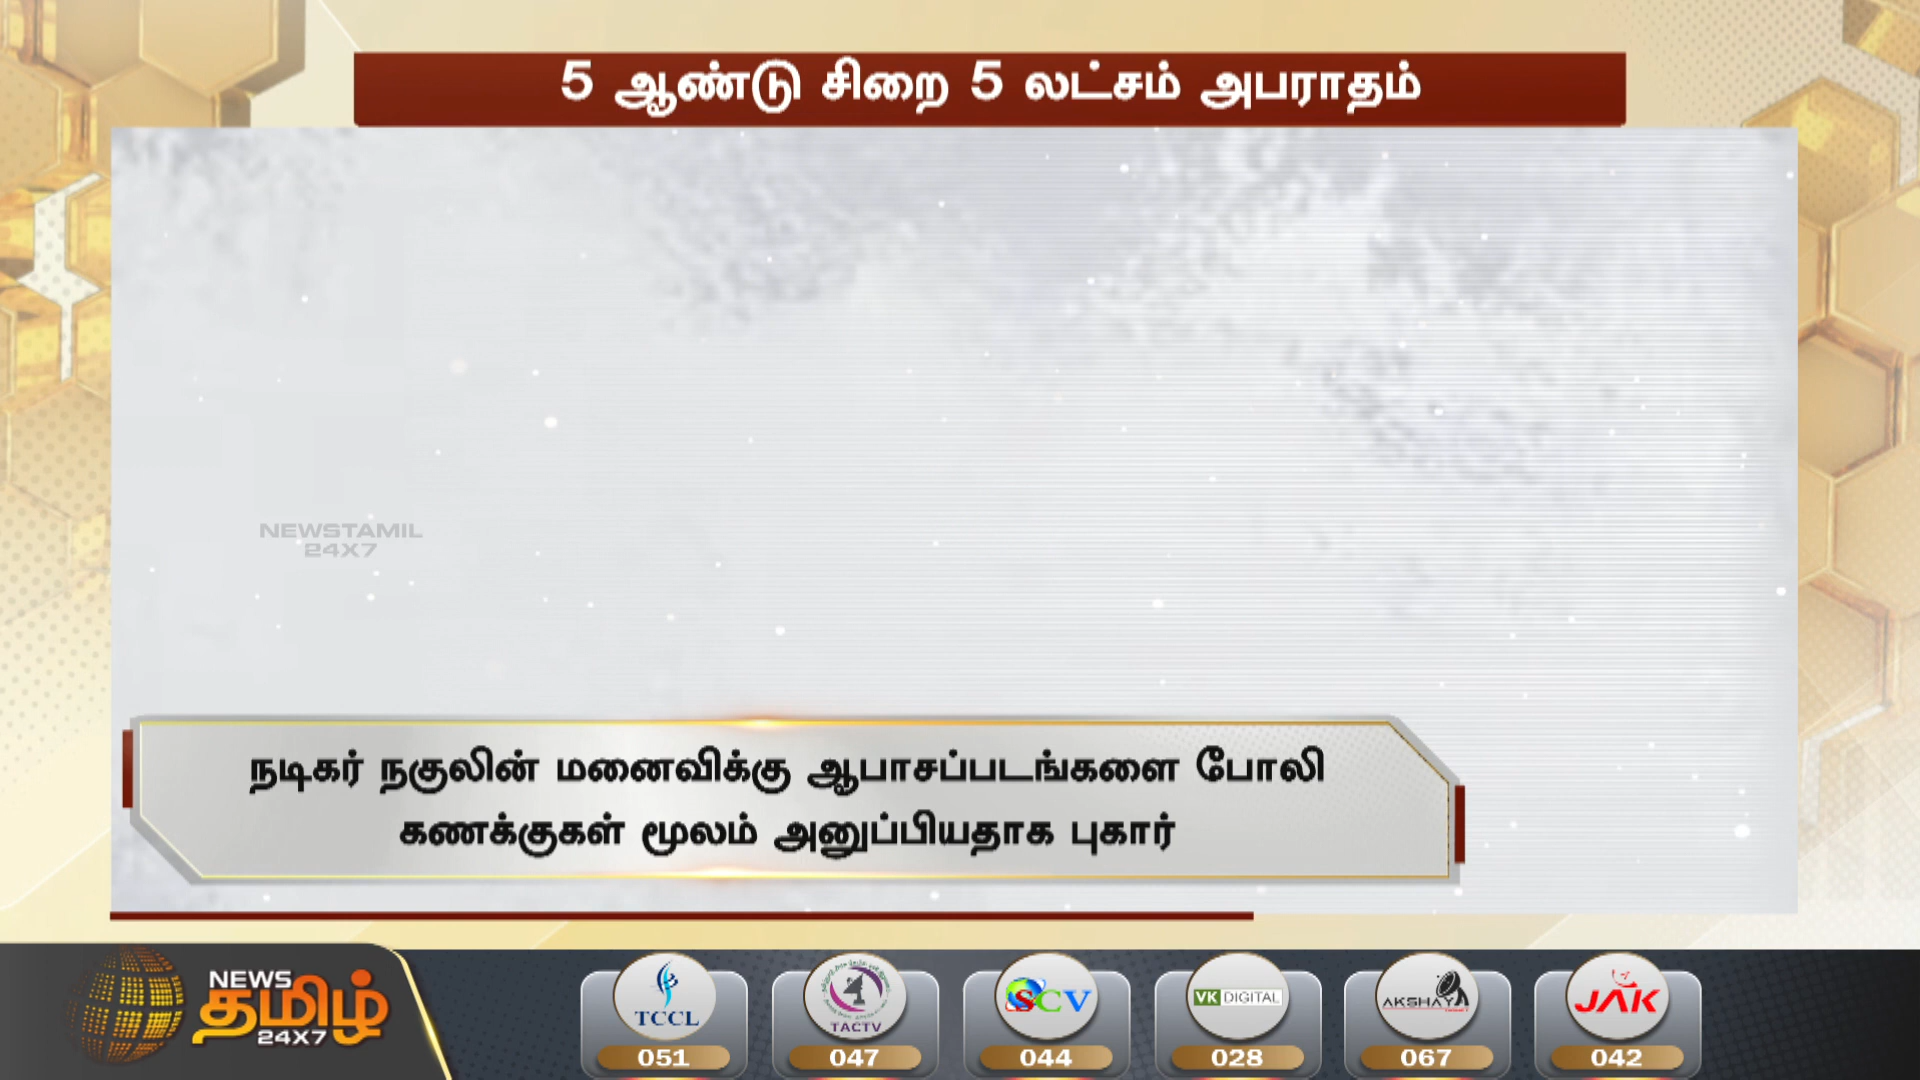 5 ஆண்டு சிறை 5 லட்சம் அபராதம்
NEWSTAMIL
24X7
நடிகர் நகுலின் மனைவிக்கு ஆபாசப்படங்களை போலி
கணக்குகள் மூலம் அனுப்பியதாக புகார்
NEWS
தமிழ்
24X7
TCCL
051
TACTV
047
SCV
044
VK DIGITAL
028
AKSHAYA
067
JAK
042